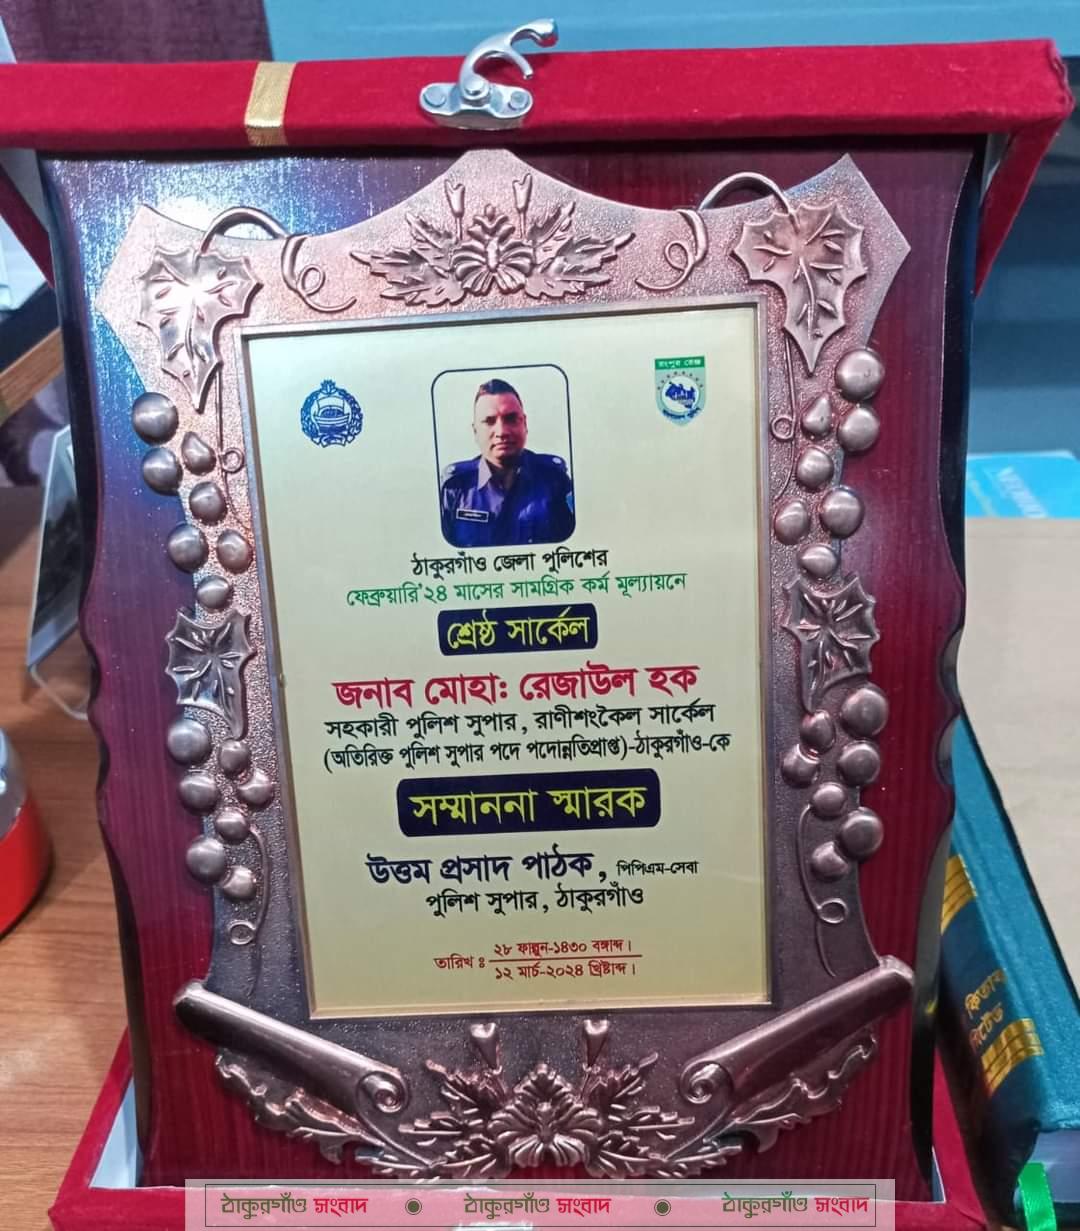 রংপুর রেঞ্জ
ঠাকুরগাঁও জেলা পুলিশের
ফেব্রুয়ারি'২৪ মাসের সামগ্রিক কর্ম মূল্যায়নে
শ্রেষ্ঠ সার্কেল
জনাব মোহা: রেজাউল হক
সহকারী পুলিশ সুপার, রাণীশংকৈল সার্কেল
(অতিরিক্ত পুলিশ সুপার পদে পদোন্নতিপ্রাপ্ত)-ঠাকুরগাঁও-কে
সম্মাননা স্মারক
উত্তম প্রসাদ পাঠক, পিপিএম-সেবা
পুলিশ সুপার, ঠাকুরগাঁও
তারিখ ঃ ২৮ ফাল্গুন-১৪৩০ বঙ্গাব্দ।
১২ মার্চ-২০২৪ খ্রিষ্টাব্দ।
ঠাকুরগাঁও সংবাদ ঠাকুরগাঁও সংবাদ ঠাকুরগাঁও সংবাদ